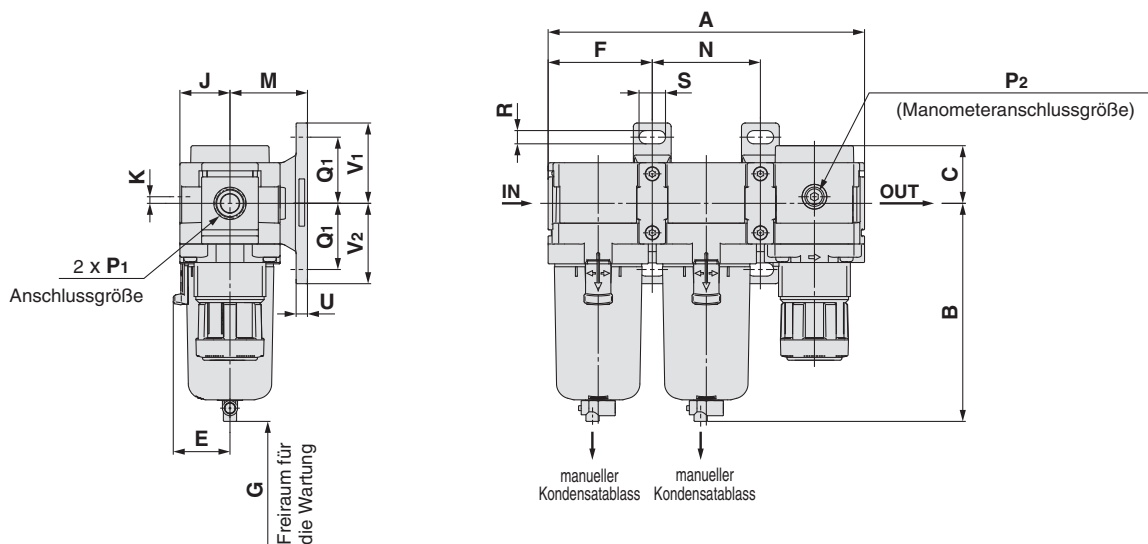 A
F
N
S
R
P2
(Manometeranschlussgröße)
C
IN
OUT
B
manueller
Kondensatablass
manueller
Kondensatablass
J
M
K
Q1
V1
Q1
V2
2 x P1
Anschlussgröße
U
E
G
Freiraum für
die Wartung